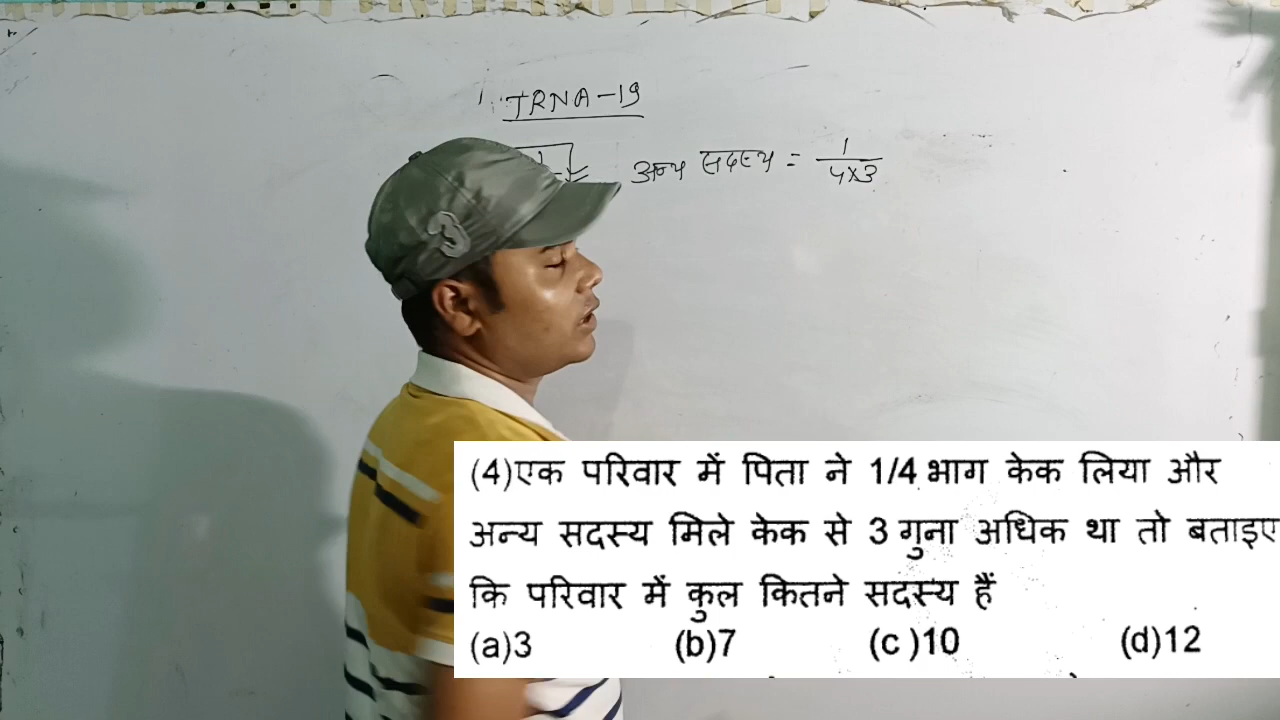 TRNA-19
अन्य सदस्य = 1/4x3
3
(4)एक परिवार में पिता ने 1/4 भाग केक लिया और
अन्य सदस्य मिले केक से 3 गुना अधिक था तो बताइए
कि परिवार में कुल कितने सदस्य हैं
(a)3 (b)7 (c)10 (d)12